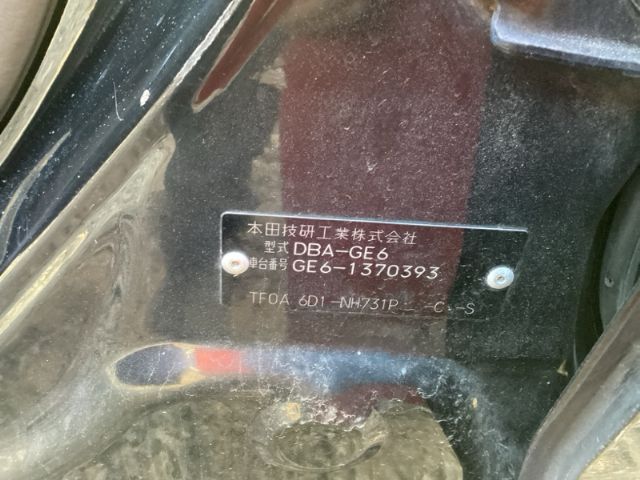 本田技研工業株式会社
型式 DBA-GE6
車台番号 GE6-1370393
TF0A 6D1-NH731P__-C.-S